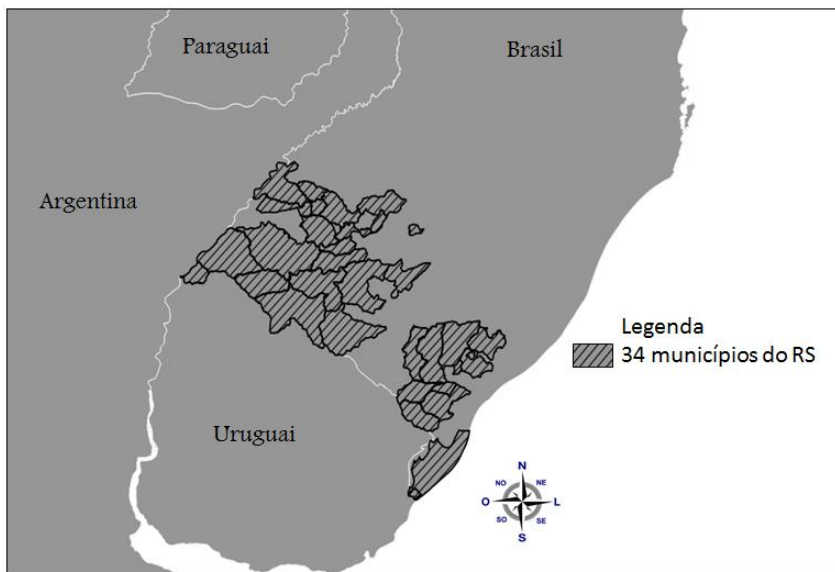 Paraguai
Brasil
Argentina
Legenda
34 municípios do RS
Uruguai
N
NO
NE
O
L
SO
SE
S